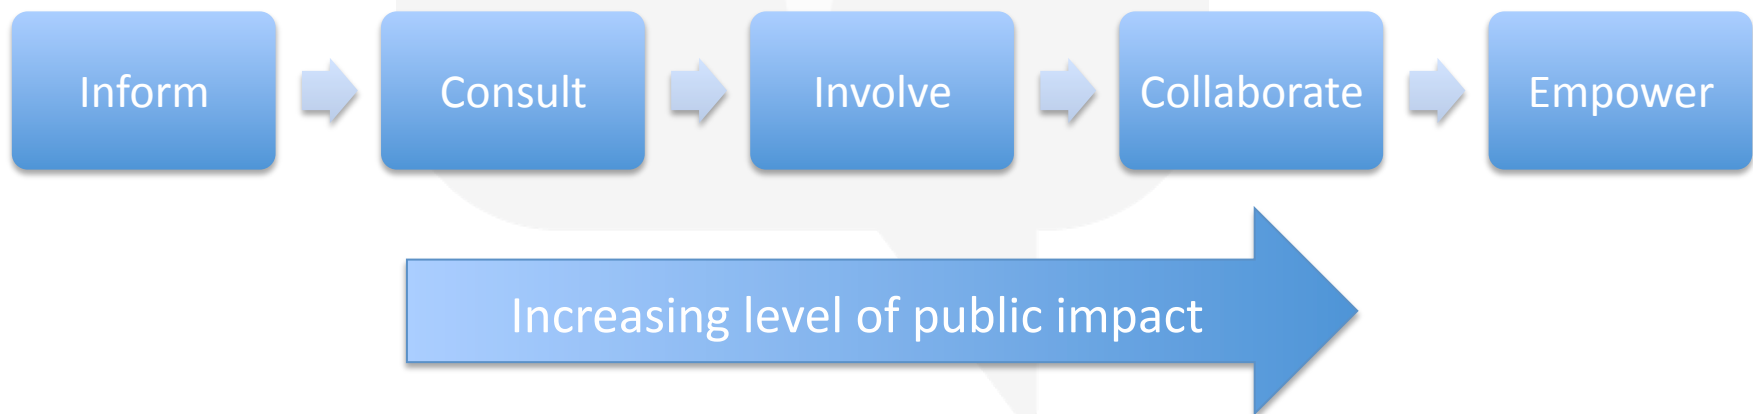 Inform
Consult
Involve
Collaborate
Empower
Increasing level of public impact